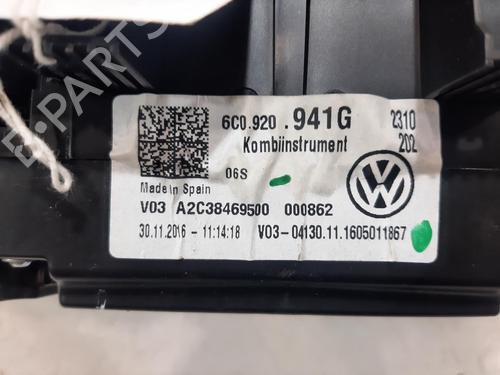 B-PARTS
6C0.920 .941G 2310
Kombiinstrument 202
06S
Made in Spain
V03 A2C38469500 000862
30.11.2016 - 11:14:18 V03-04130.11.1605011867